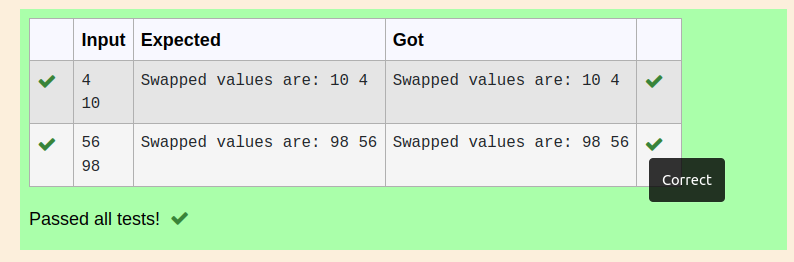 Input Expected Got
4 Swapped values are: 10 4 Swapped values are: 10 4
10
56 Swapped values are: 98 56 Swapped values are: 98 56
98
Correct
Passed all tests!